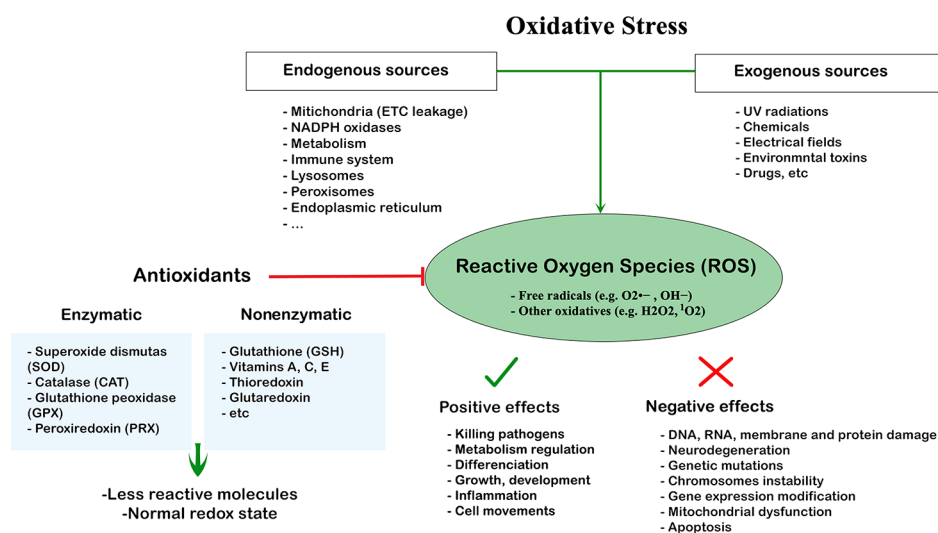 Oxidative Stress
Endogenous sources
- Mitichondria (ETC leakage)
- NADPH oxidases
- Metabolism
- Immune system
- Lysosomes
- Peroxisomes
- Endoplasmic reticulum
- ...
Exogenous sources
- UV radiations
- Chemicals
- Electrical fields
- Environmntal toxins
- Drugs, etc
Reactive Oxygen Species (ROS)
- Free radicals (e.g. O2•− , OH−)
- Other oxidatives (e.g. H2O2, ¹O2)
Antioxidants
Enzymatic
- Superoxide dismutas
(SOD)
- Catalase (CAT)
- Glutathione peoxidase
(GPX)
- Peroxiredoxin (PRX)
Nonenzymatic
- Glutathione (GSH)
- Vitamins A, C, E
- Thioredoxin
- Glutaredoxin
- etc
-Less reactive molecules
-Normal redox state
Positive effects
- Killing pathogens
- Metabolism regulation
- Differenciation
- Growth, development
- Inflammation
- Cell movements
Negative effects
- DNA, RNA, membrane and protein damage
- Neurodegeneration
- Genetic mutations
- Chromosomes instability
- Gene expression modification
- Mitochondrial dysfunction
- Apoptosis